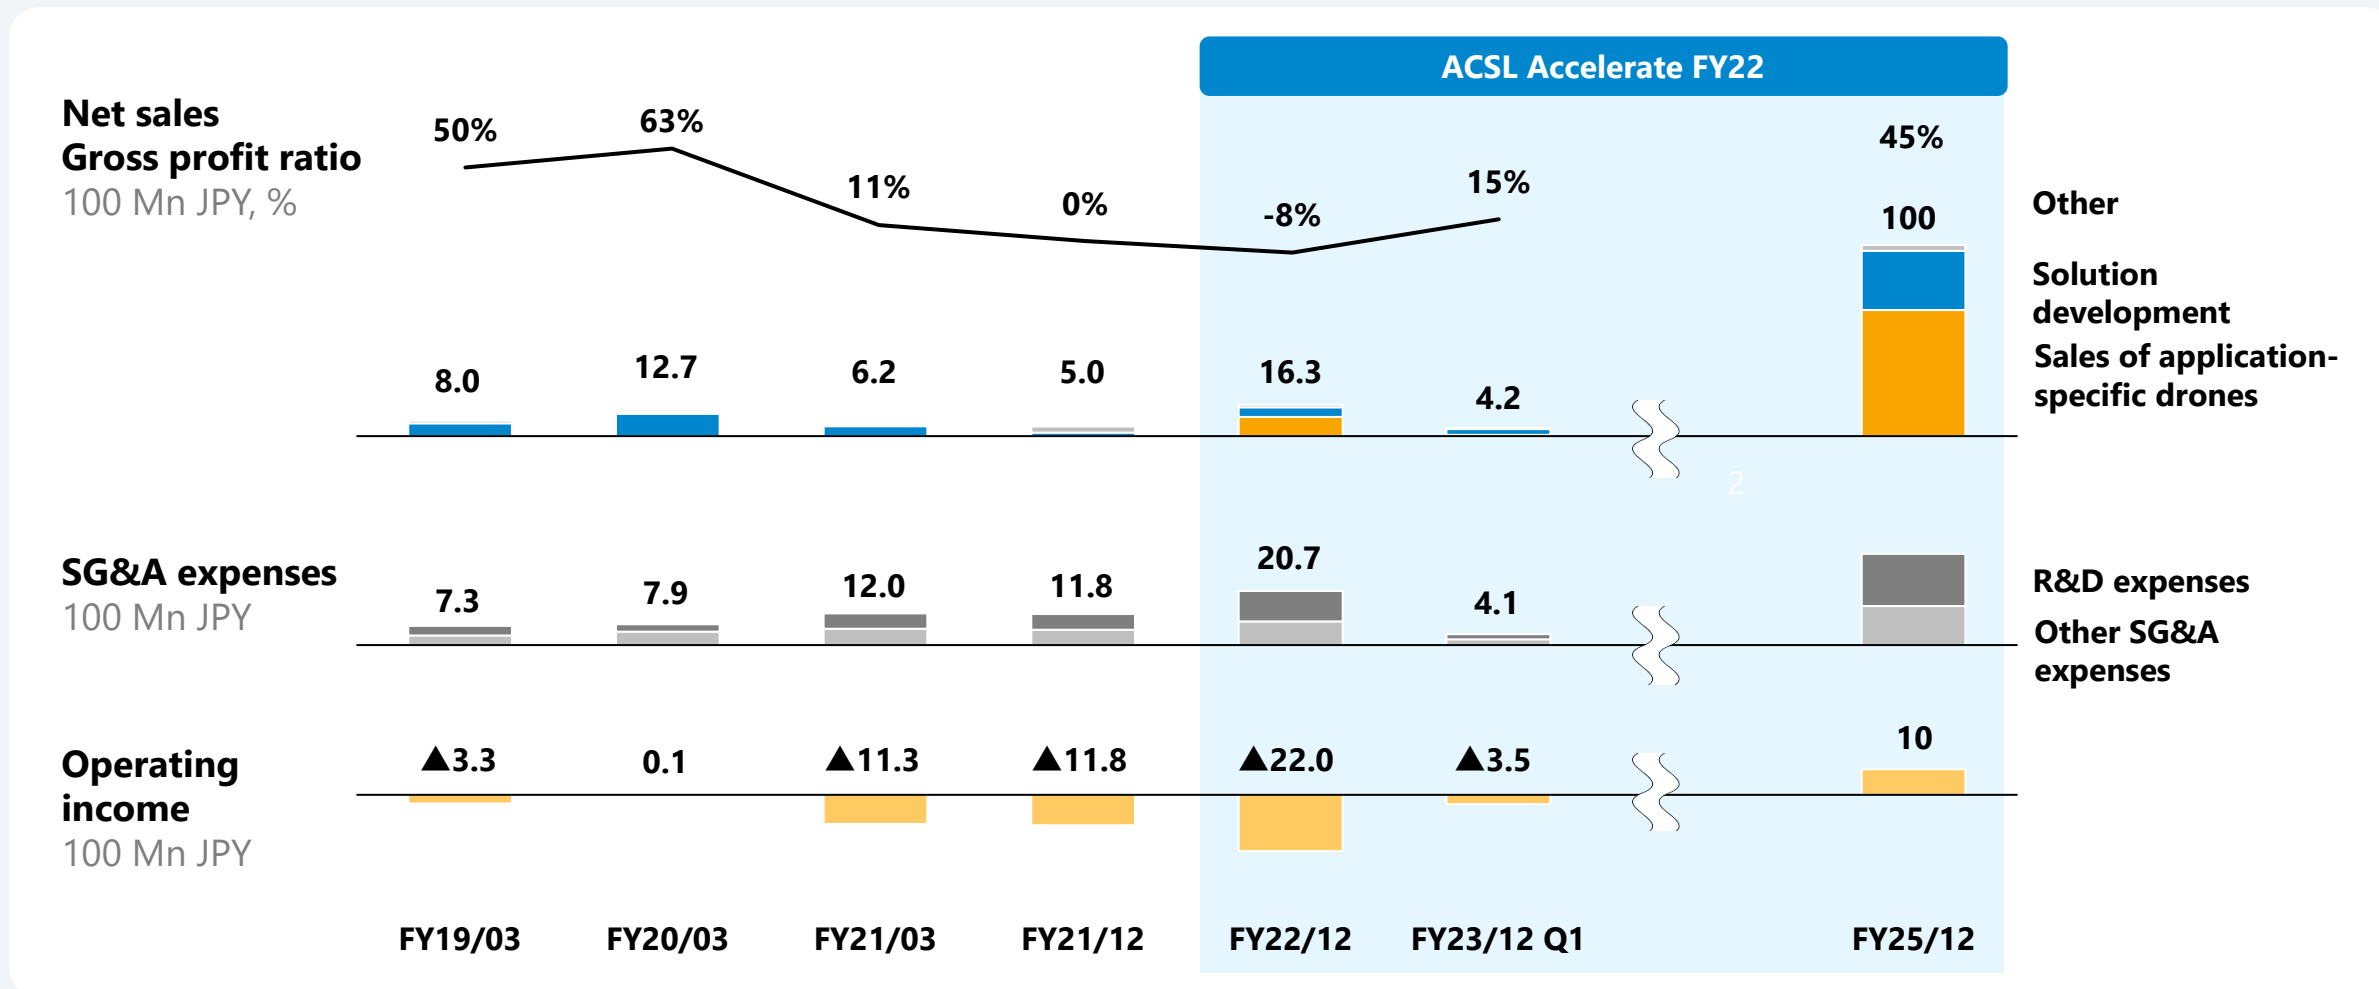 ACSL Accelerate FY22
Net sales
Gross profit ratio
100 Mn JPY, %
50%
63%
11%
0%
-8%
15%
45%
8.0
12.7
6.2
5.0
16.3
4.2
100
Other
Solution
development
Sales of application-
specific drones
2
SG&A expenses
100 Mn JPY
7.3
7.9
12.0
11.8
20.7
4.1
R&D expenses
Other SG&A
expenses
Operating
income
100 Mn JPY
▲3.3
0.1
▲11.3
▲11.8
▲22.0
▲3.5
10
FY19/03
FY20/03
FY21/03
FY21/12
FY22/12
FY23/12 Q1
FY25/12